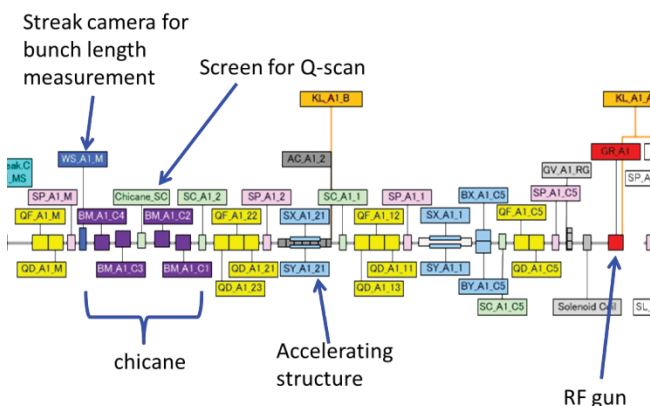 Streak camera for
bunch length
measurement
Screen for Q-scan
KL_A1_B
KL_A1_A
eak.C
_MS
WS_A1_M
AC_A1_2
GR_A1
GV_A1_RG
SP_A
SP_A1_M
Chicane_SC
SC_A1_2
SP_A1_2
SC_A1_1
SP_A1_1
BX_A1_C5
SP_A1_C5
QF_A1_M
BM_A1_C4
BM_A1_C2
QF_A1_22
SX_A1_21
QF_A1_12
SX_A1_1
QF_A1_C5
QD_A1_M
BM_A1_C3
BM_A1_C1
QD_A1_21
SY_A1_21
QD_A1_11
SY_A1_1
BY_A1_C5
QD_A1_C5
QD_A1_23
QD_A1_13
SC_A1_C5
Solenoid Coil
SL_
chicane
Accelerating
structure
RF gun